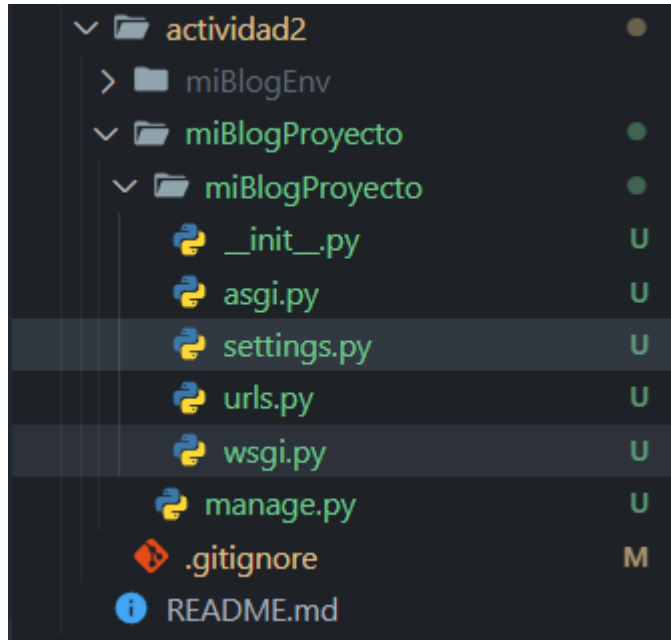 actividad2
miBlogEnv
miBlogProyecto
miBlogProyecto
__init__.py U
asgi.py U
settings.py U
urls.py U
wsgi.py U
manage.py U
.gitignore M
README.md